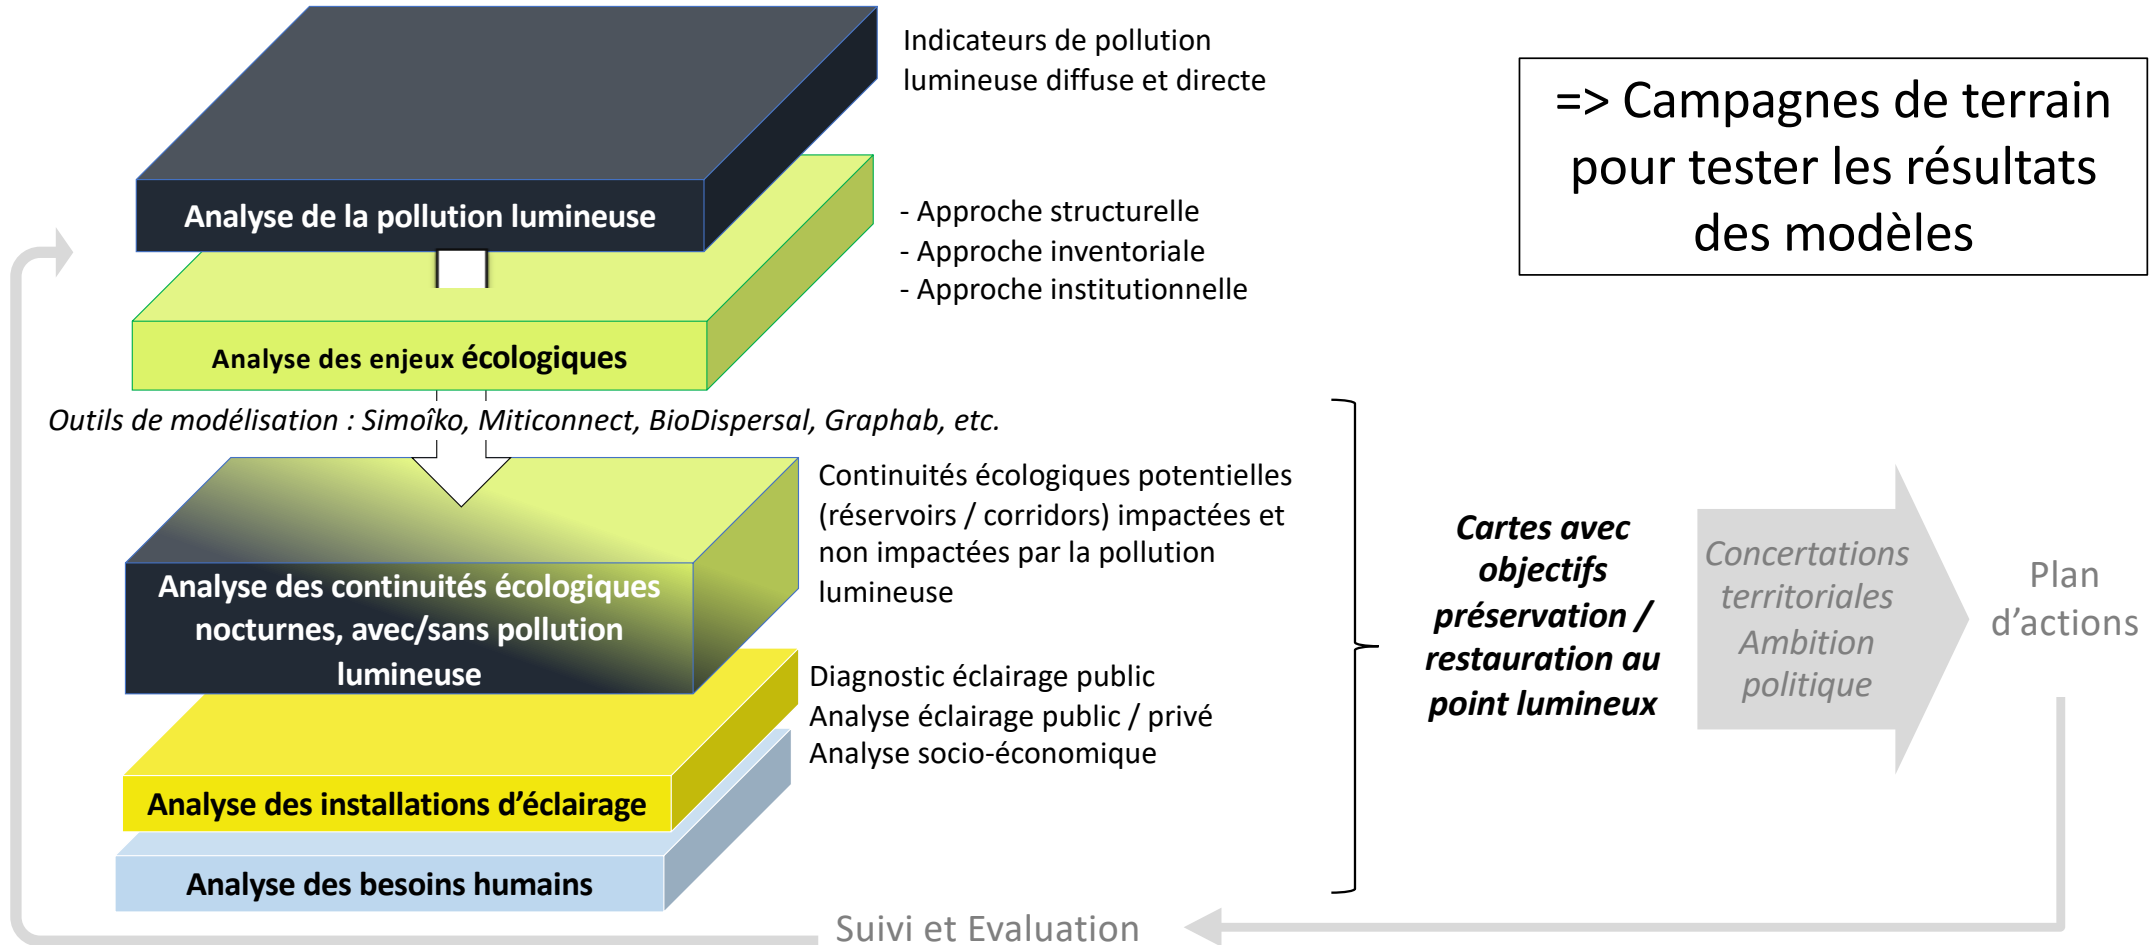 Indicateurs de pollution
lumineuse diffuse et directe
=> Campagnes de terrain
pour tester les résultats
des modèles
Analyse de la pollution lumineuse
- Approche structurelle
- Approche inventoriale
- Approche institutionnelle
Analyse des enjeux écologiques
Outils de modélisation : Simoîko, Miticonnect, BioDispersal, Graphab, etc.
Continuités écologiques potentielles
(réservoirs / corridors) impactées et
non impactées par la pollution
lumineuse
Analyse des continuités écologiques
nocturnes, avec/sans pollution
lumineuse
Diagnostic éclairage public
Analyse éclairage public / privé
Analyse socio-économique
Analyse des installations d’éclairage
Analyse des besoins humains
Cartes avec
objectifs
préservation /
restauration au
point lumineux
Concertations
territoriales
Ambition
politique
Plan
d’actions
Suivi et Evaluation